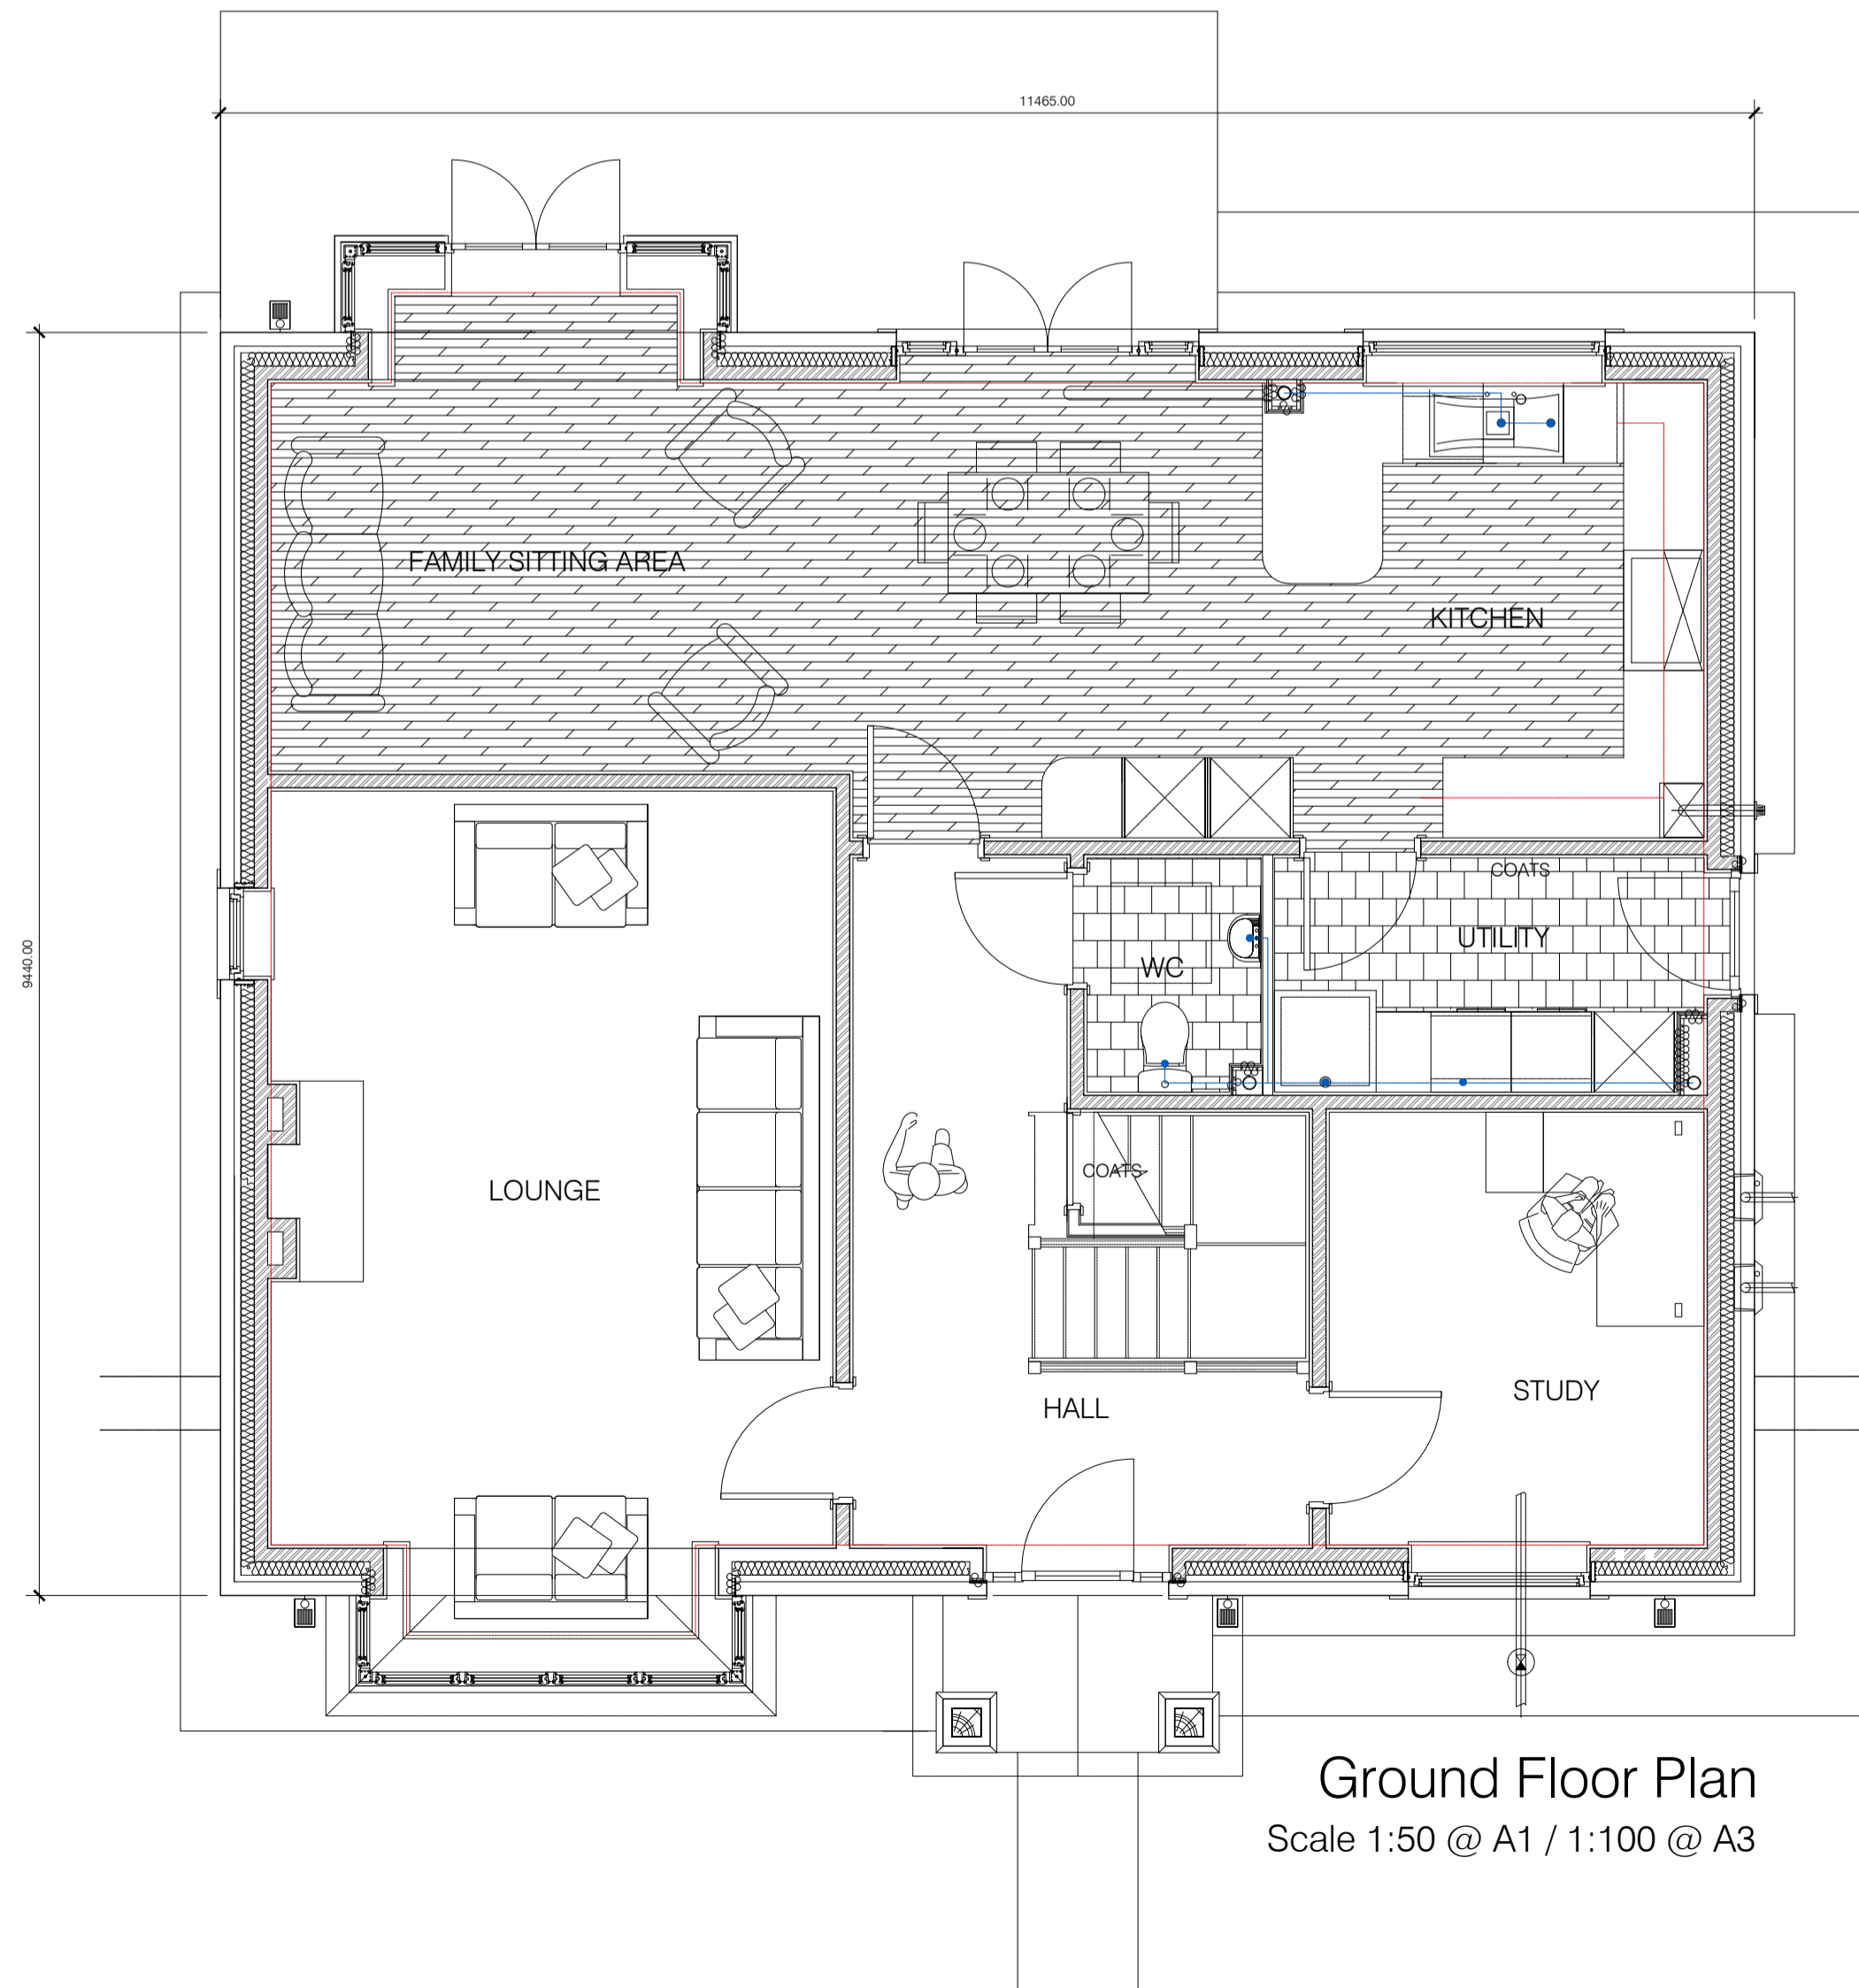 11465.00
9440.00
FAMILY SITTING AREA
KITCHEN
COATS
UTILITY
WC
COATS
LOUNGE
STUDY
HALL
Ground Floor Plan
Scale 1:50 @ A1 / 1:100 @ A3